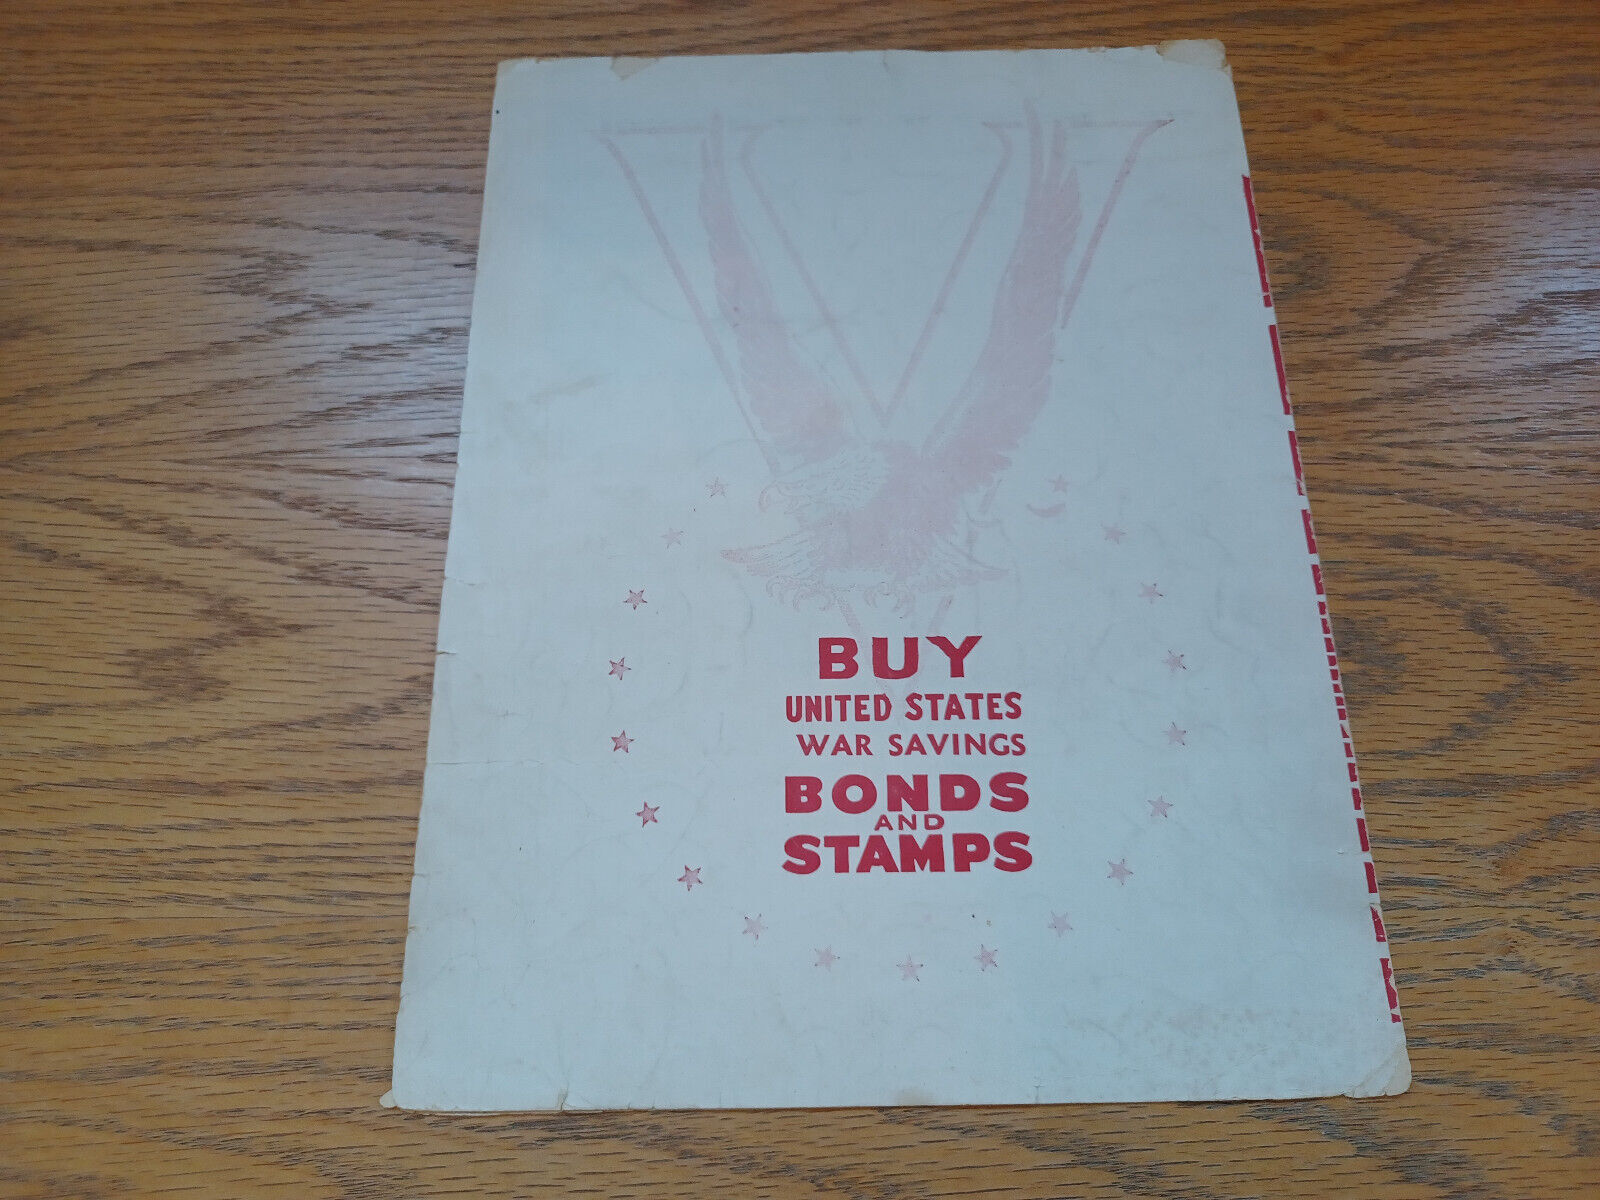 V
BUY
UNITED STATES
WAR SAVINGS
BONDS
AND
STAMPS